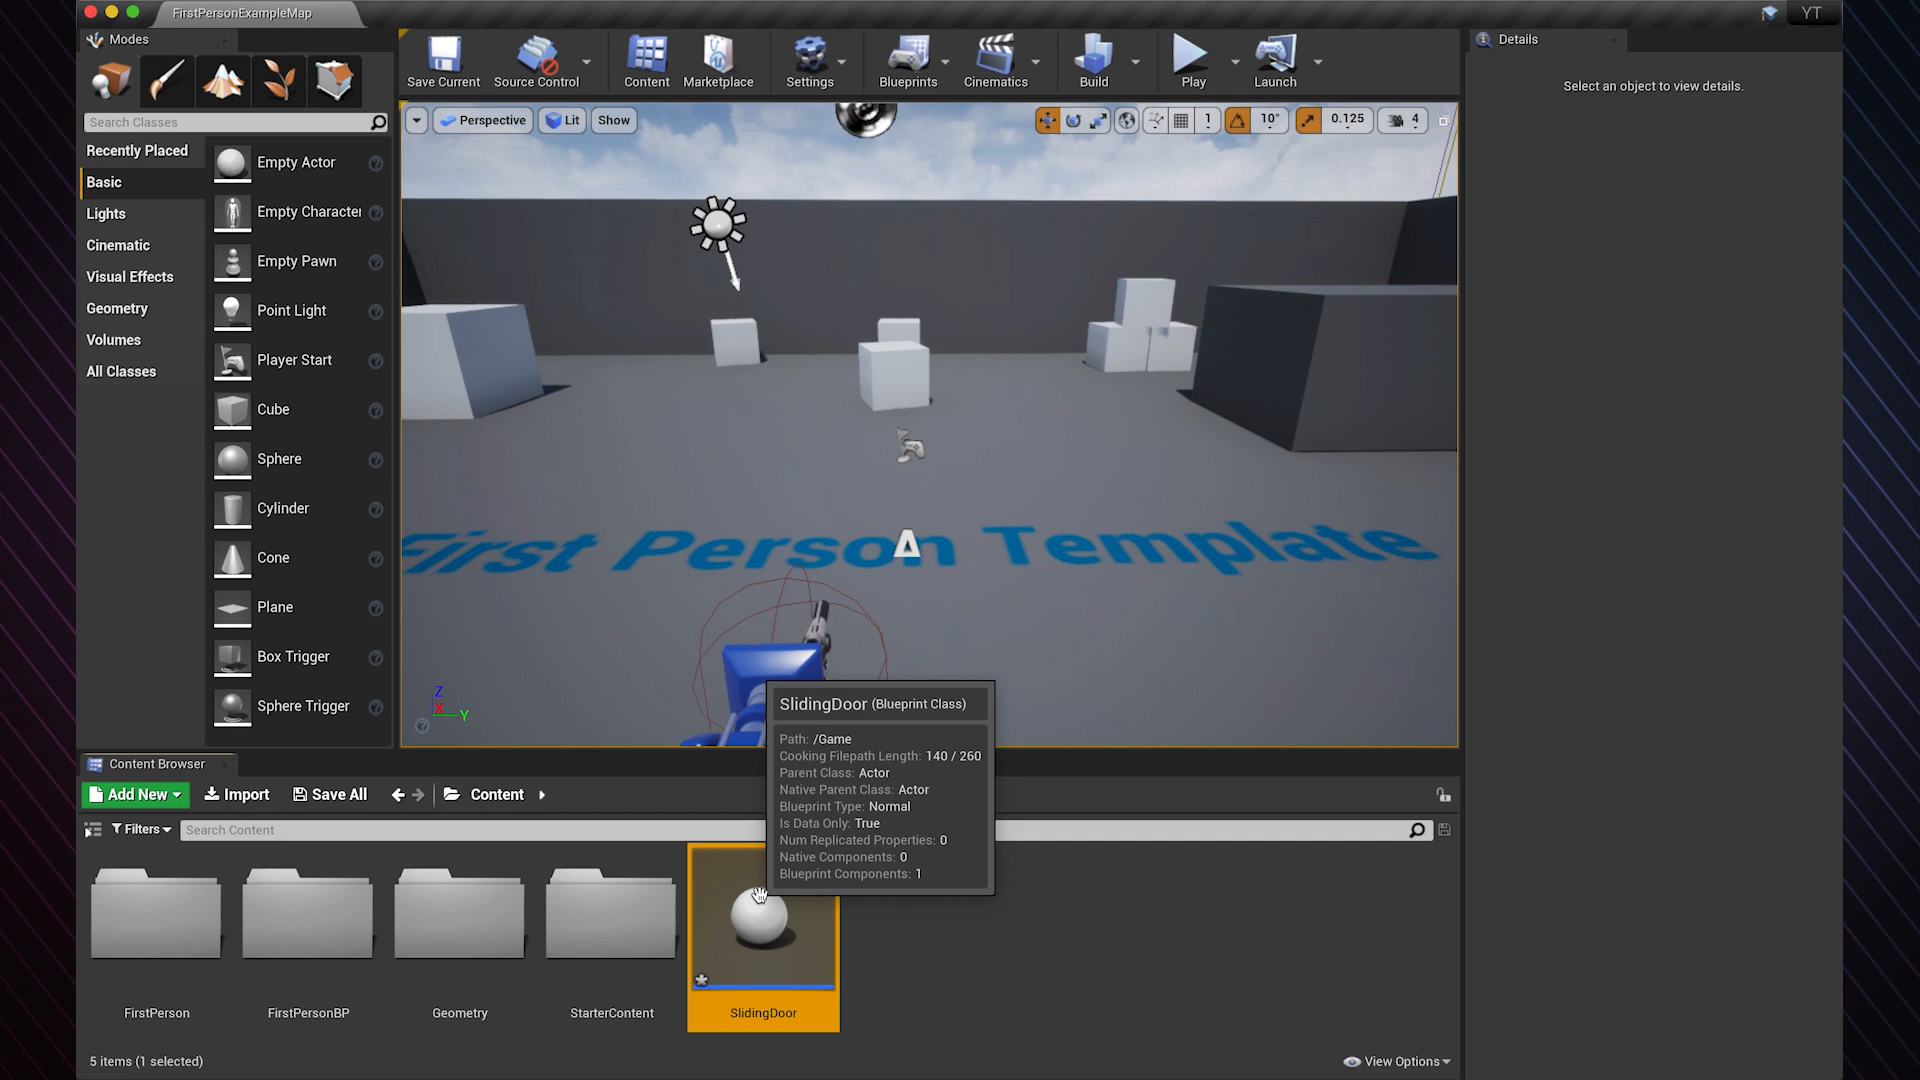 FirstPersonExampleMap
YT
Modes
Search Classes
Recently Placed
Basic
Lights
Cinematic
Visual Effects
Geometry
Volumes
All Classes
Empty Actor
Empty Character
Empty Pawn
Point Light
Player Start
Cube
Sphere
Cylinder
Cone
Plane
Box Trigger
Sphere Trigger
Save Current
Source Control
Content
Marketplace
Settings
Blueprints
Cinematics
Build
Play
Launch
Perspective
Lit
Show
1
10°
0.125
4
First Person Template
Z
X
Y
Details
Select an object to view details.
SlidingDoor (Blueprint Class)
Path: /Game
Cooking Filepath Length: 140 / 260
Parent Class: Actor
Native Parent Class: Actor
Blueprint Type: Normal
Is Data Only: True
Num Replicated Properties: 0
Native Components: 0
Blueprint Components: 1
Content Browser
Add New
Import
Save All
Content
Filters
Search Content
FirstPerson
FirstPersonBP
Geometry
StarterContent
SlidingDoor
5 items (1 selected)
View Options